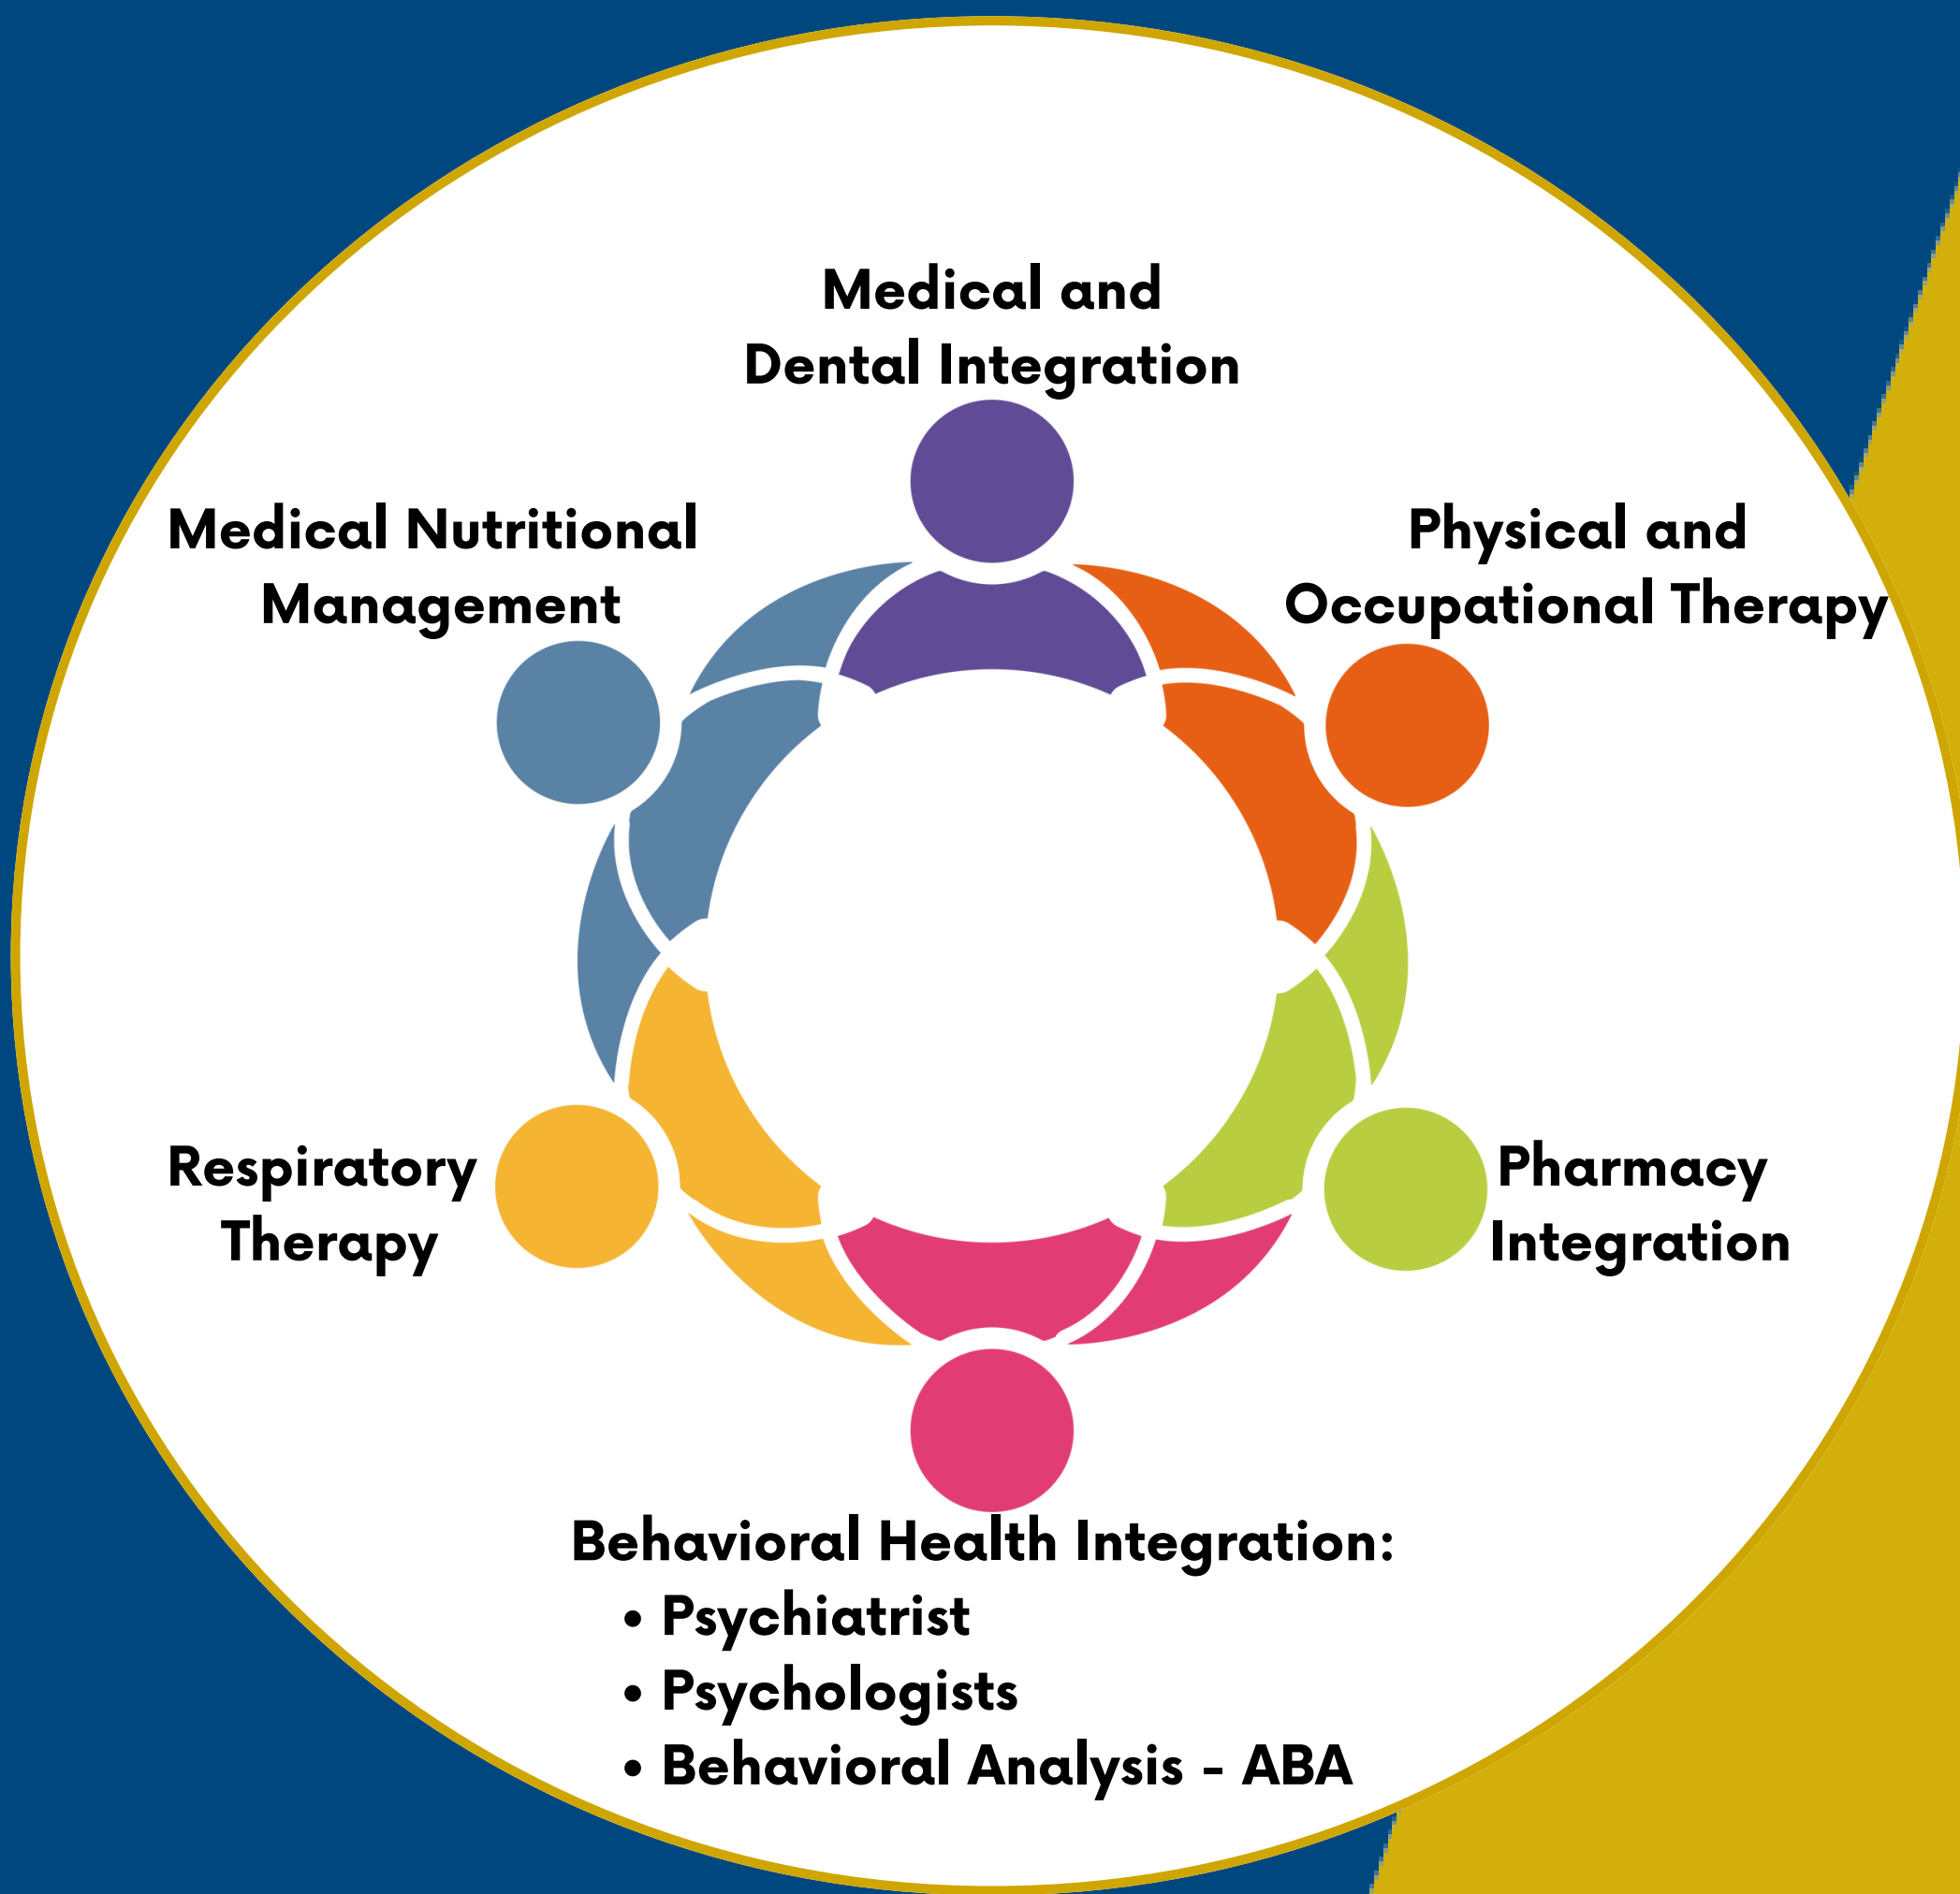 Medical and
Dental Integration
Medical Nutritional
Management
Physical and
Occupational Therapy
Respiratory
Therapy
Pharmacy
Integration
Behavioral Health Integration:
• Psychiatrist
• Psychologists
• Behavioral Analysis - ABA